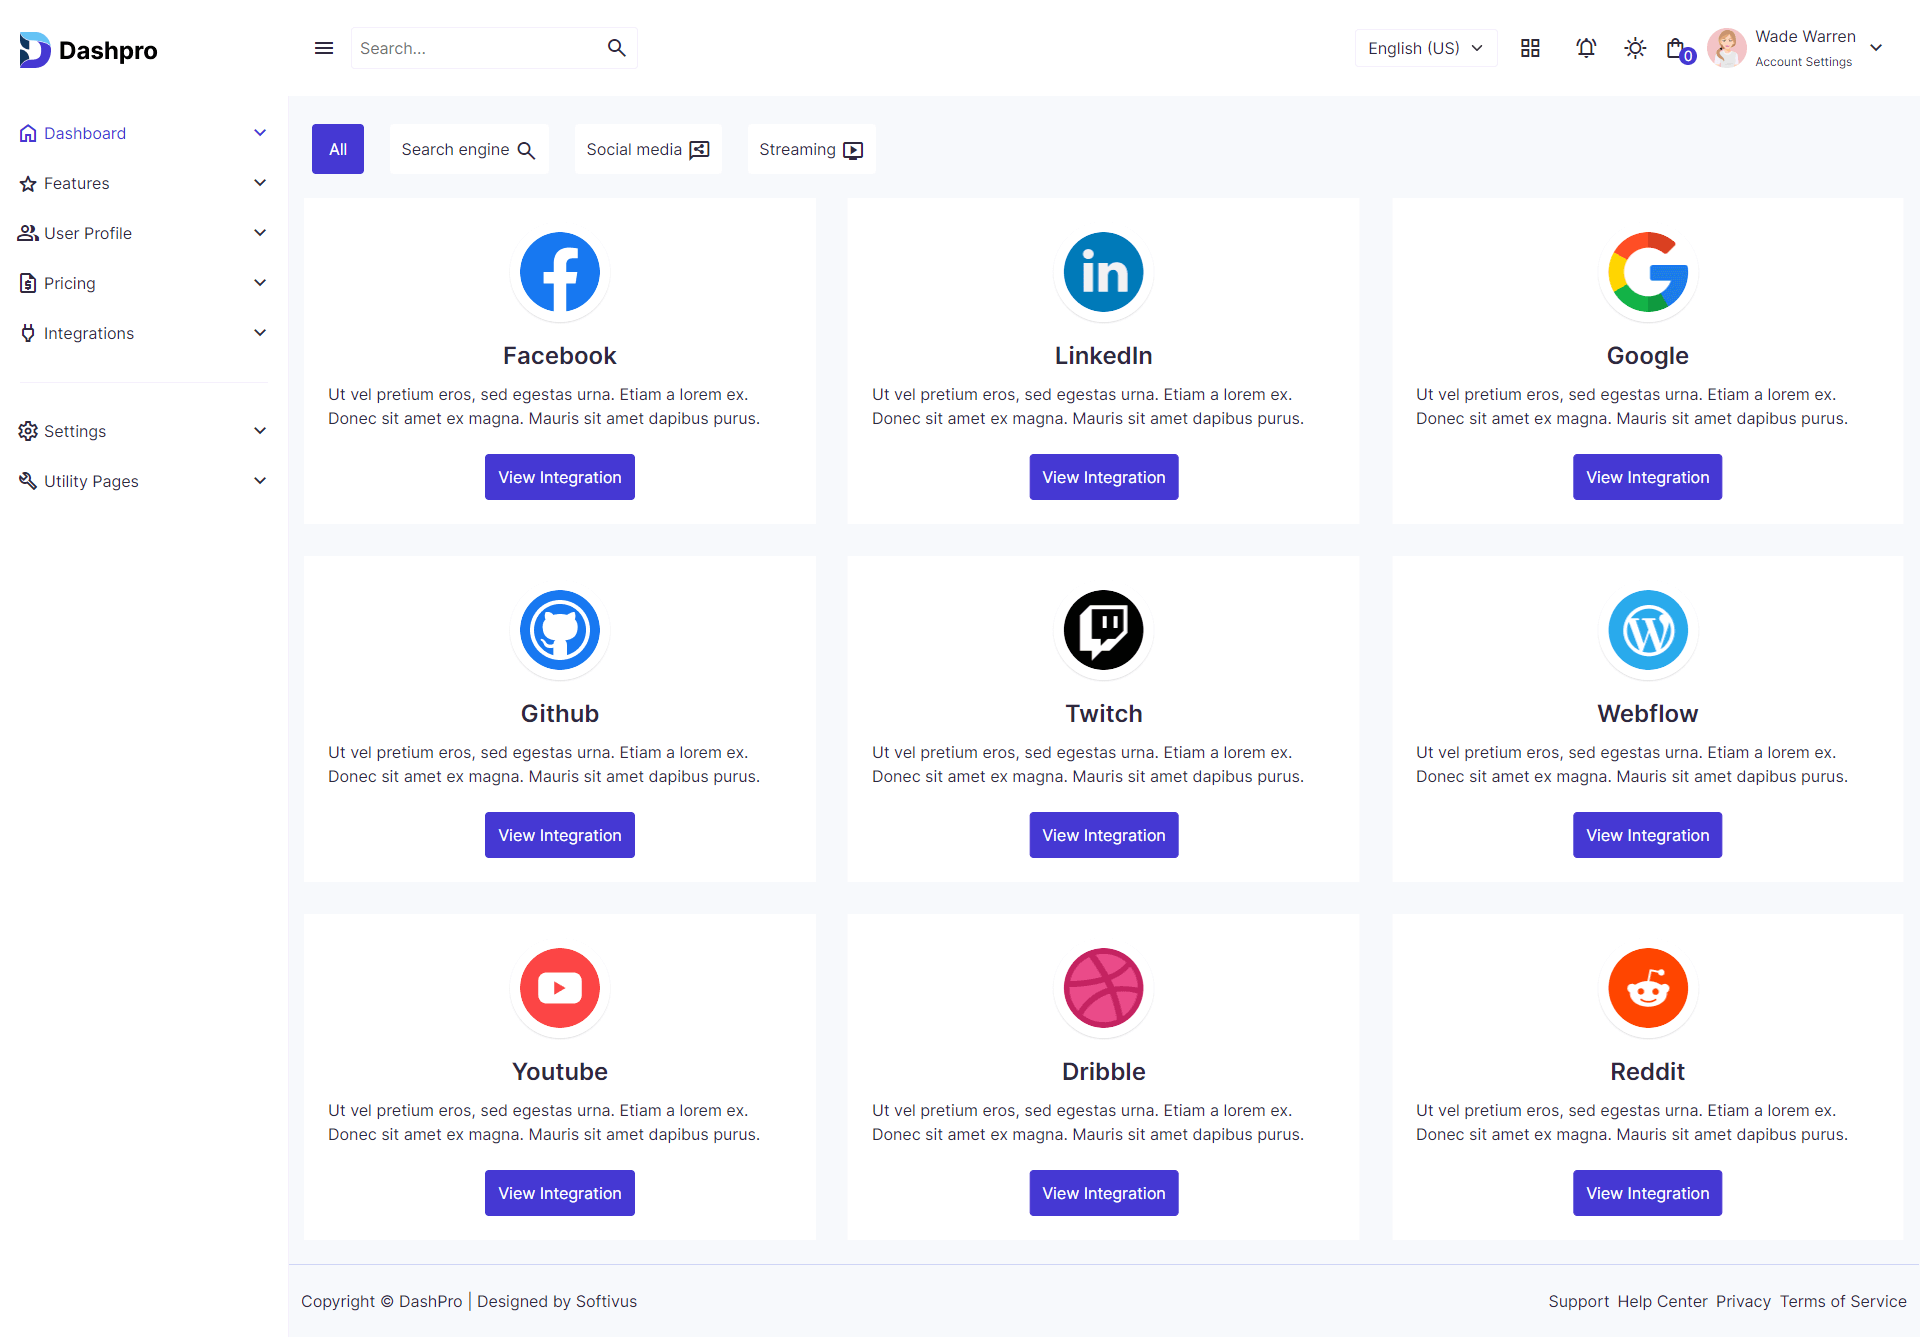 Dashpro
Search...
English (US)
0
Wade Warren
Account Settings
Dashboard
Features
User Profile
Pricing
Integrations
Settings
Utility Pages
All
Search engine
Social media
Streaming
Facebook
Ut vel pretium eros, sed egestas urna. Etiam a lorem ex.
Donec sit amet ex magna. Mauris sit amet dapibus purus.
View Integration
in
LinkedIn
Ut vel pretium eros, sed egestas urna. Etiam a lorem ex.
Donec sit amet ex magna. Mauris sit amet dapibus purus.
View Integration
Google
Ut vel pretium eros, sed egestas urna. Etiam a lorem ex.
Donec sit amet ex magna. Mauris sit amet dapibus purus.
View Integration
Github
Ut vel pretium eros, sed egestas urna. Etiam a lorem ex.
Donec sit amet ex magna. Mauris sit amet dapibus purus.
View Integration
Twitch
Ut vel pretium eros, sed egestas urna. Etiam a lorem ex.
Donec sit amet ex magna. Mauris sit amet dapibus purus.
View Integration
Webflow
Ut vel pretium eros, sed egestas urna. Etiam a lorem ex.
Donec sit amet ex magna. Mauris sit amet dapibus purus.
View Integration
Youtube
Ut vel pretium eros, sed egestas urna. Etiam a lorem ex.
Donec sit amet ex magna. Mauris sit amet dapibus purus.
View Integration
Dribble
Ut vel pretium eros, sed egestas urna. Etiam a lorem ex.
Donec sit amet ex magna. Mauris sit amet dapibus purus.
View Integration
Reddit
Ut vel pretium eros, sed egestas urna. Etiam a lorem ex.
Donec sit amet ex magna. Mauris sit amet dapibus purus.
View Integration
Copyright © DashPro | Designed by Softivus
Support Help Center Privacy Terms of Service